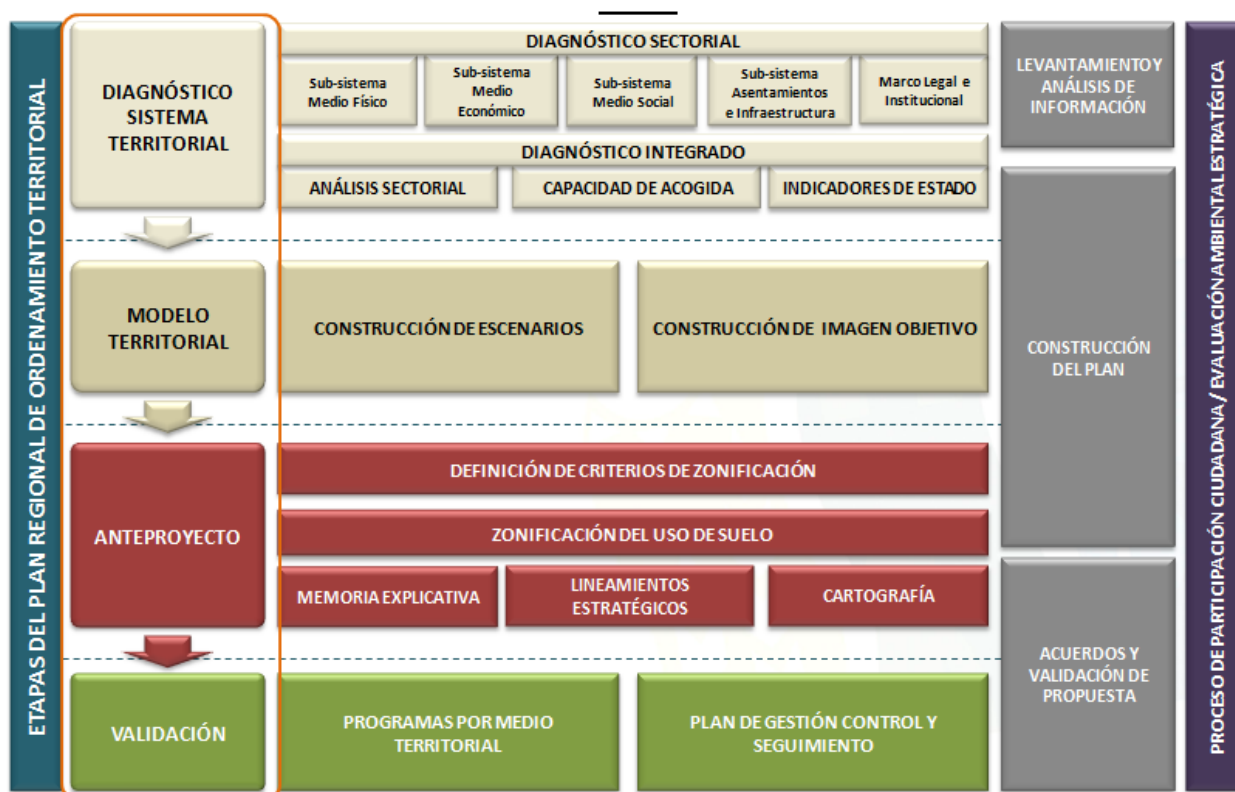 ETAPAS DEL PLAN REGIONAL DE ORDENAMIENTO TERRITORIAL
DIAGNÓSTICO
SISTEMA
TERRITORIAL
DIAGNÓSTICO SECTORIAL
Sub-sistema
Medio Físico
Sub-sistema
Medio
Económico
Sub-sistema
Medio Social
Sub-sistema
Asentamientos
e Infraestructura
Marco Legal e
Institucional
DIAGNÓSTICO INTEGRADO
ANÁLISIS SECTORIAL
CAPACIDAD DE ACOGIDA
INDICADORES DE ESTADO
MODELO
TERRITORIAL
CONSTRUCCIÓN DE ESCENARIOS
CONSTRUCCIÓN DE IMAGEN OBJETIVO
ANTEPROYECTO
DEFINICIÓN DE CRITERIOS DE ZONIFICACIÓN
ZONIFICACIÓN DEL USO DE SUELO
MEMORIA EXPLICATIVA
LINEAMIENTOS
ESTRATÉGICOS
CARTOGRAFÍA
VALIDACIÓN
PROGRAMAS POR MEDIO
TERRITORIAL
PLAN DE GESTIÓN CONTROL Y
SEGUIMIENTO
LEVANTAMIENTO Y
ANÁLISIS DE
INFORMACIÓN
CONSTRUCCIÓN
DEL PLAN
ACUERDOS Y
VALIDACIÓN DE
PROPUESTA
PROCESO DE PARTICIPACIÓN CIUDADANA / EVALUACIÓN AMBIENTAL ESTRATÉGICA